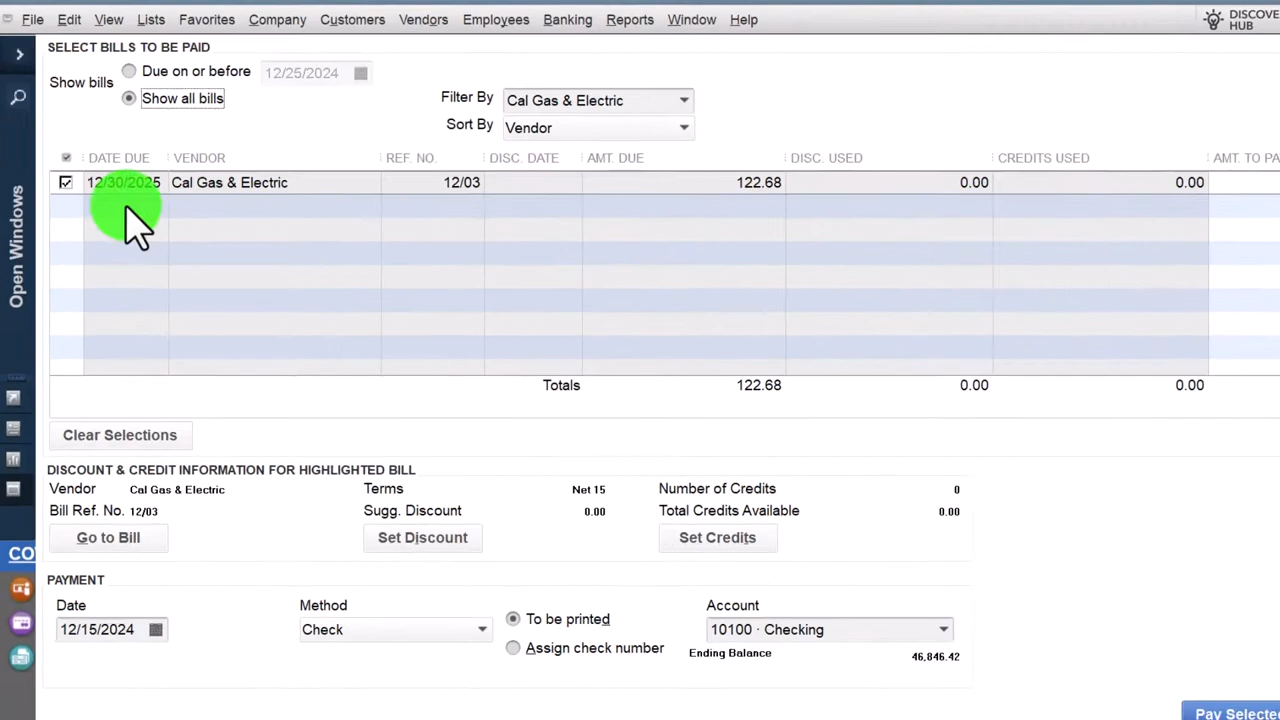 File Edit View Lists Favorites Company Customers Vendors Employees Banking Reports Window Help DISCOVER HUB
SELECT BILLS TO BE PAID
Show bills
Due on or before 12/25/2024
Show all bills
Filter By Cal Gas & Electric
Sort By Vendor
DATE DUE VENDOR REF. NO. DISC. DATE AMT. DUE DISC. USED CREDITS USED AMT. TO PA
12/30/2025 Cal Gas & Electric 12/03 122.68 0.00 0.00
Totals 122.68 0.00 0.00
Open Windows
Clear Selections
DISCOUNT & CREDIT INFORMATION FOR HIGHLIGHTED BILL
Vendor Cal Gas & Electric Terms Net 15 Number of Credits 0
Bill Ref. No. 12/03 Sugg. Discount 0.00 Total Credits Available 0.00
Go to Bill Set Discount Set Credits
CO
PAYMENT
Date Method Account
12/15/2024 Check To be printed 10100 · Checking
Assign check number Ending Balance 46,846.42
Pay Selecte